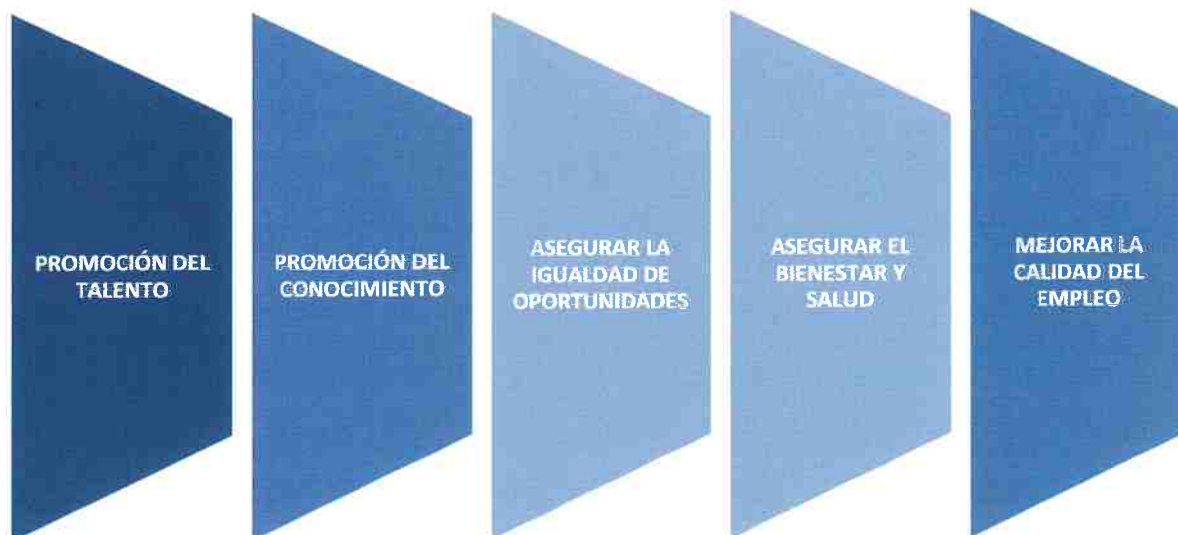 PROMOCIÓN DEL
TALENTO
PROMOCIÓN DEL
CONOCIMIENTO
ASEGURAR LA
IGUALDAD DE
OPORTUNIDADES
ASEGURAR EL
BIENESTAR Y
SALUD
MEJORAR LA
CALIDAD DEL
EMPLEO